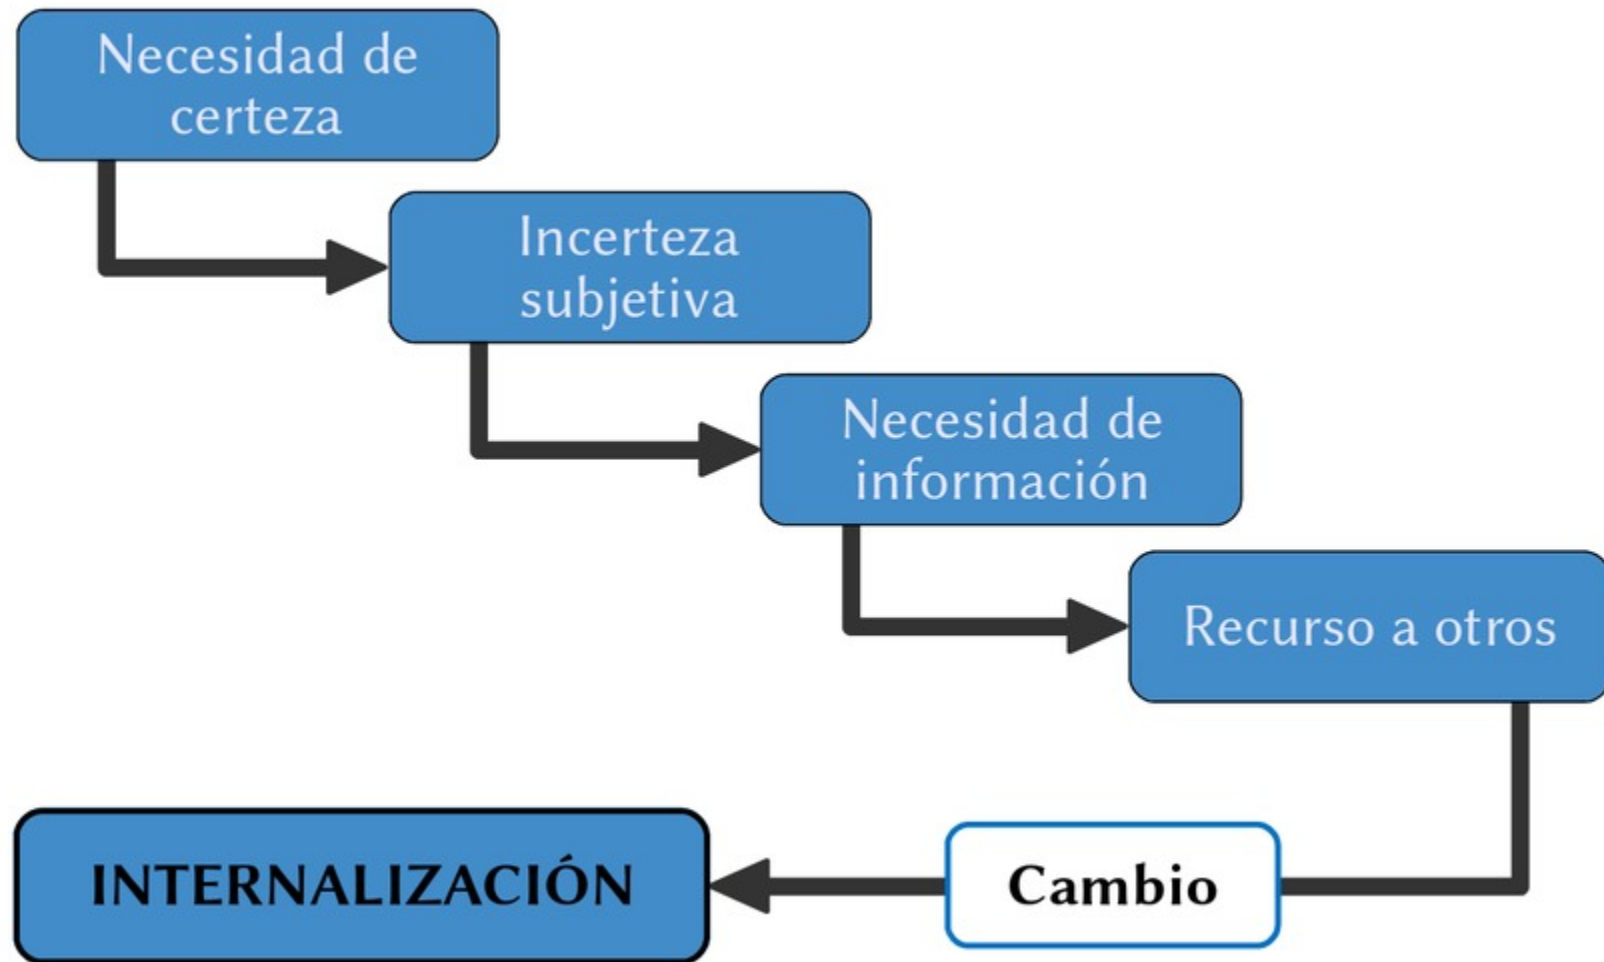 Necesidad de
certeza
Incerteza
subjetiva
Necesidad de
información
Recurso a otros
INTERNALIZACIÓN
Cambio